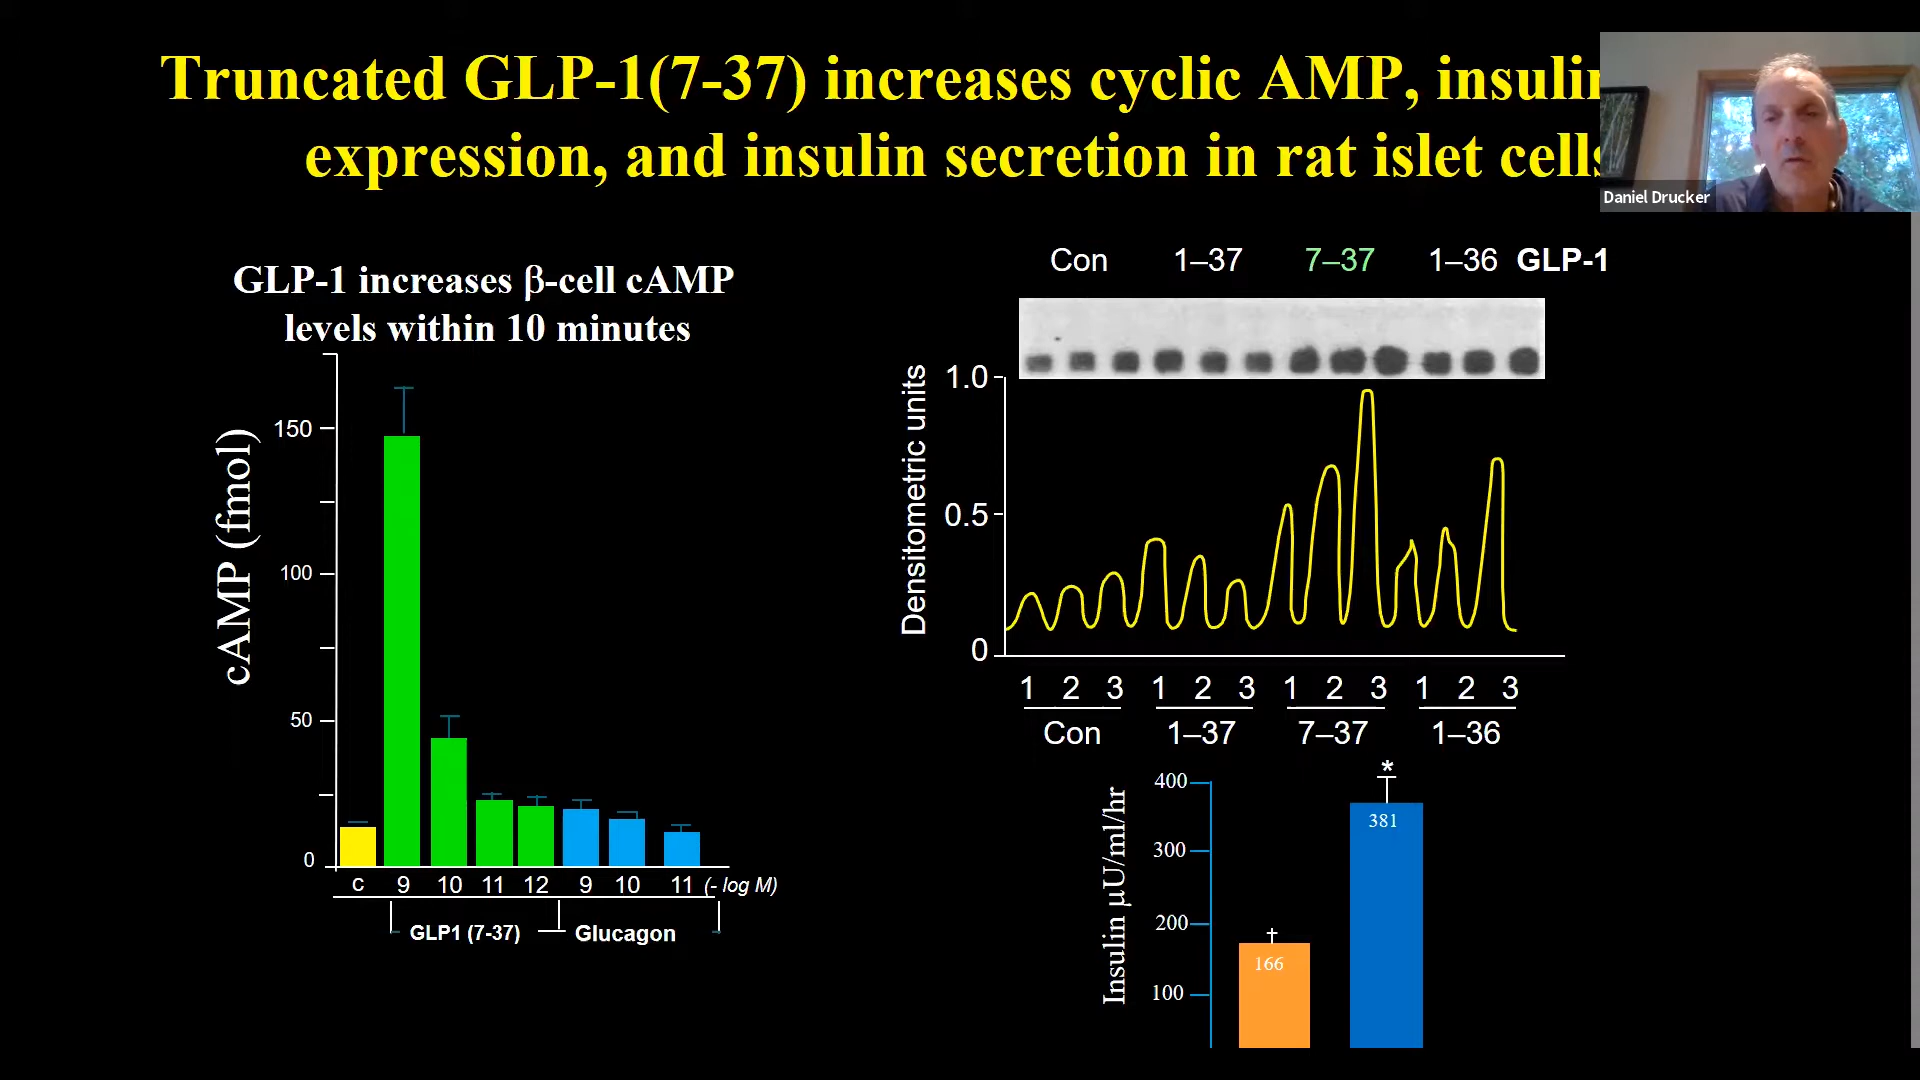 Truncated GLP-1(7-37) increases cyclic AMP, insulin
expression, and insulin secretion in rat islet cells
Daniel Drucker
GLP-1 increases β-cell cAMP
levels within 10 minutes
cAMP (fmol)
150
100
50
0
c 9 10 11 12 9 10 11 (- log M)
GLP1 (7-37) Glucagon
Con 1–37 7–37 1–36 GLP-1
Densitometric units
1.0
0.5
0
1 2 3 1 2 3 1 2 3 1 2 3
Con 1–37 7–37 1–36
Insulin µU/ml/hr
400
300
200
100
*
†
381
166